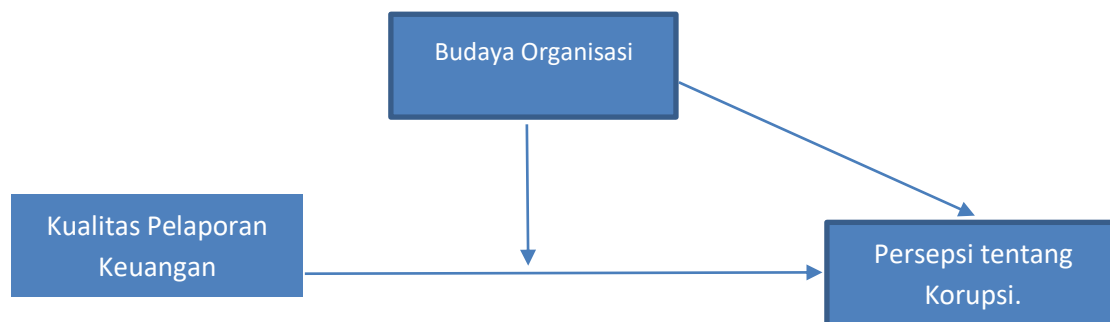 Budaya Organisasi
Kualitas Pelaporan
Keuangan
Persepsi tentang
Korupsi.